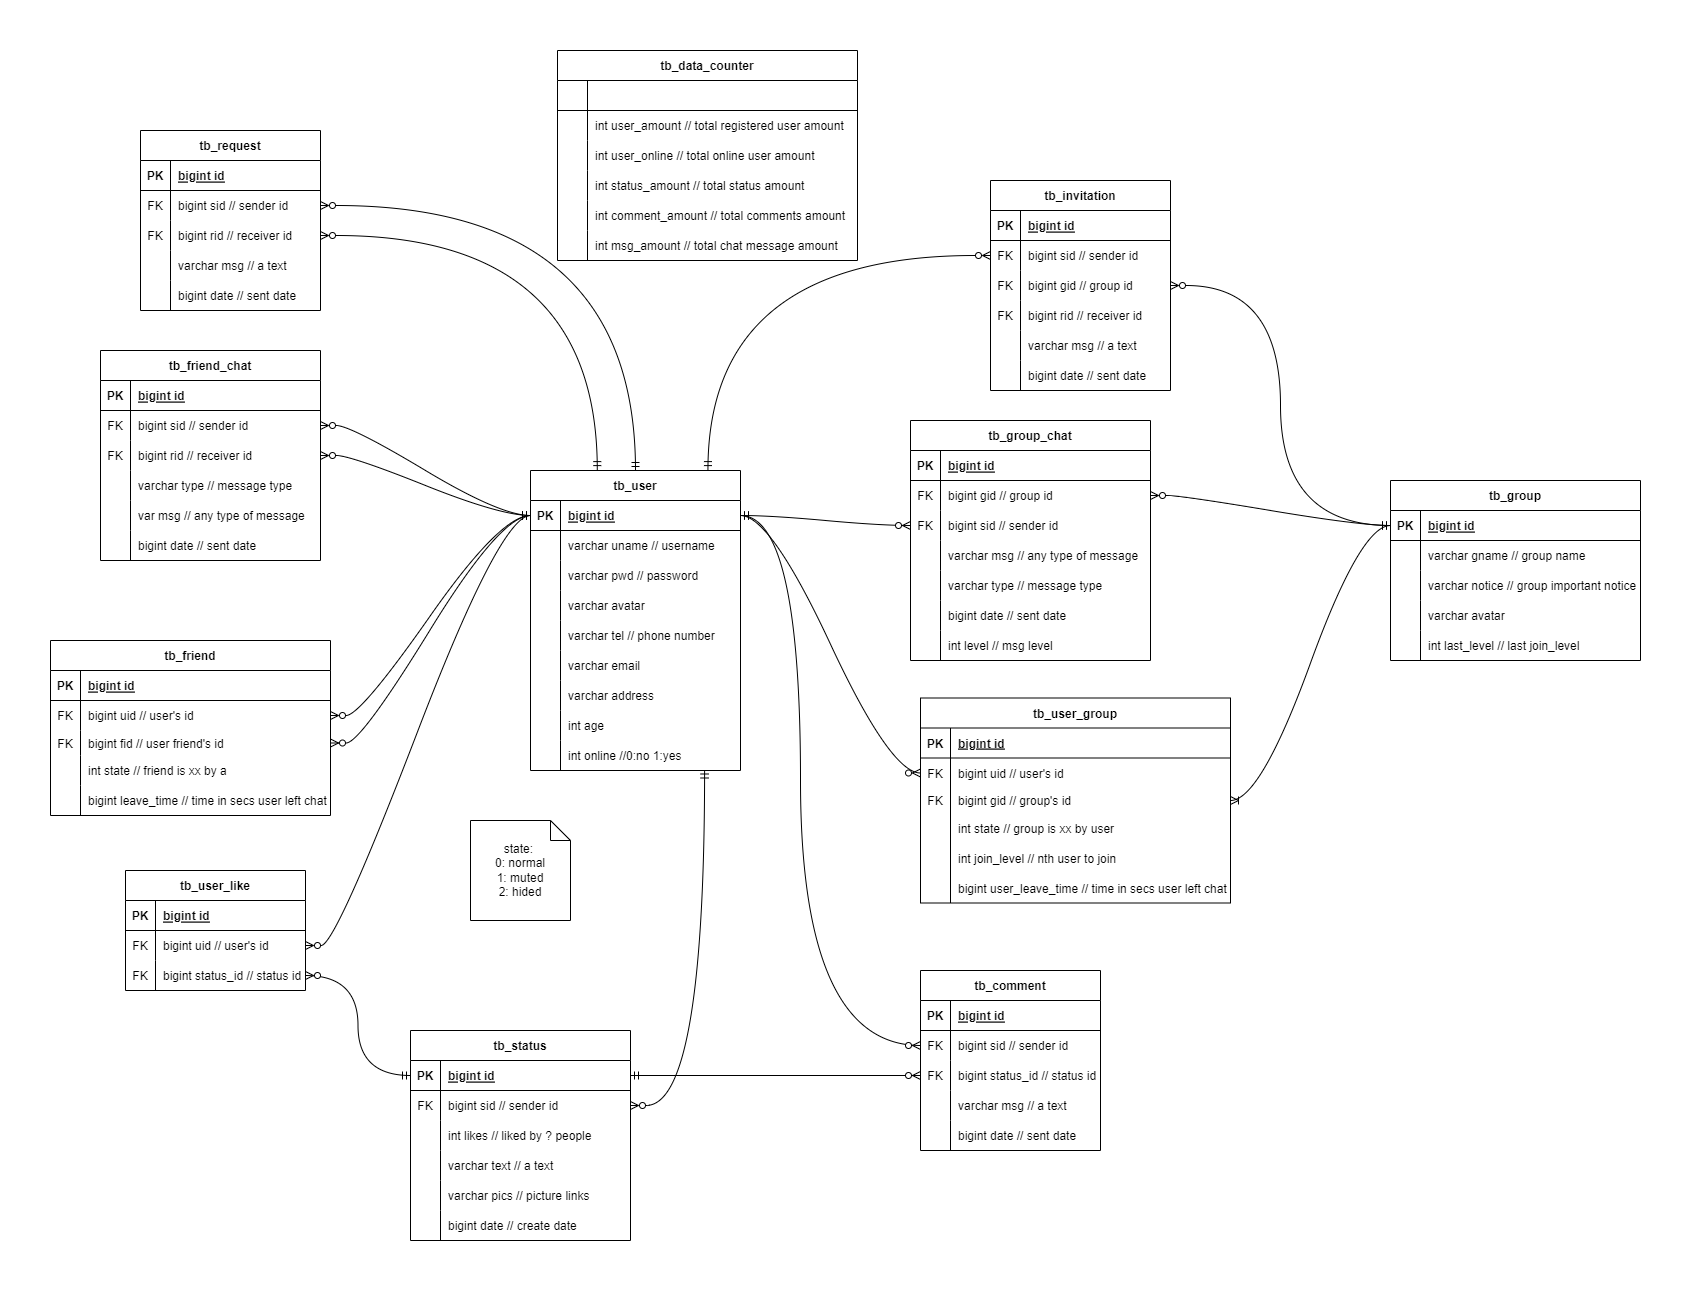 tb_data_counter
int user_amount // total registered user amount
int user_online // total online user amount
int status_amount // total status amount
int comment_amount // total comments amount
int msg_amount // total chat message amount
tb_request
PK bigint id
FK bigint sid // sender id
FK bigint rid // receiver id
varchar msg // a text
bigint date // sent date
tb_invitation
PK bigint id
FK bigint sid // sender id
FK bigint gid // group id
FK bigint rid // receiver id
varchar msg // a text
bigint date // sent date
tb_friend_chat
PK bigint id
FK bigint sid // sender id
FK bigint rid // receiver id
varchar type // message type
var msg // any type of message
bigint date // sent date
tb_user
PK bigint id
varchar uname // username
varchar pwd // password
varchar avatar
varchar tel // phone number
varchar email
varchar address
int age
int online //0:no 1:yes
tb_group_chat
PK bigint id
FK bigint gid // group id
FK bigint sid // sender id
varchar msg // any type of message
varchar type // message type
bigint date // sent date
int level // msg level
tb_group
PK bigint id
varchar gname // group name
varchar notice // group important notice
varchar avatar
int last_level // last join_level
tb_friend
PK bigint id
FK bigint uid // user's id
FK bigint fid // user friend's id
int state // friend is xx by a
bigint leave_time // time in secs user left chat
tb_user_group
PK bigint id
FK bigint uid // user's id
FK bigint gid // group's id
int state // group is xx by user
int join_level // nth user to join
bigint user_leave_time // time in secs user left chat
state:
0: normal
1: muted
2: hided
tb_user_like
PK bigint id
FK bigint uid // user's id
FK bigint status_id // status id
tb_status
PK bigint id
FK bigint sid // sender id
int likes // liked by ? people
varchar text // a text
varchar pics // picture links
bigint date // create date
tb_comment
PK bigint id
FK bigint sid // sender id
FK bigint status_id // status id
varchar msg // a text
bigint date // sent date